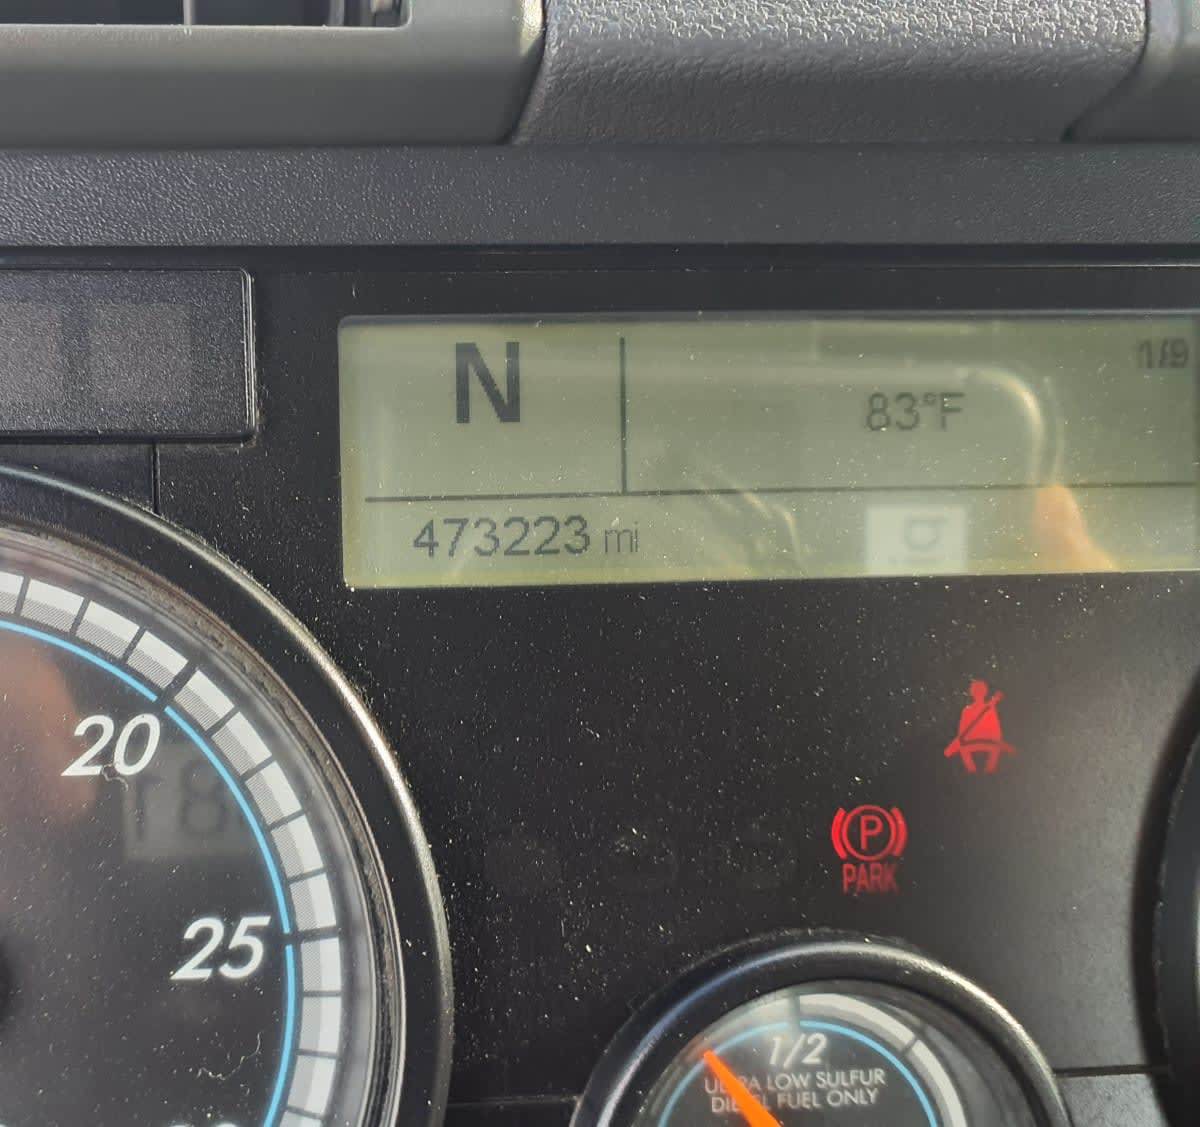 N
83°F
1/9
473223 mi
20
25
PARK
1/2
ULTRA LOW SULFUR
DIESEL FUEL ONLY